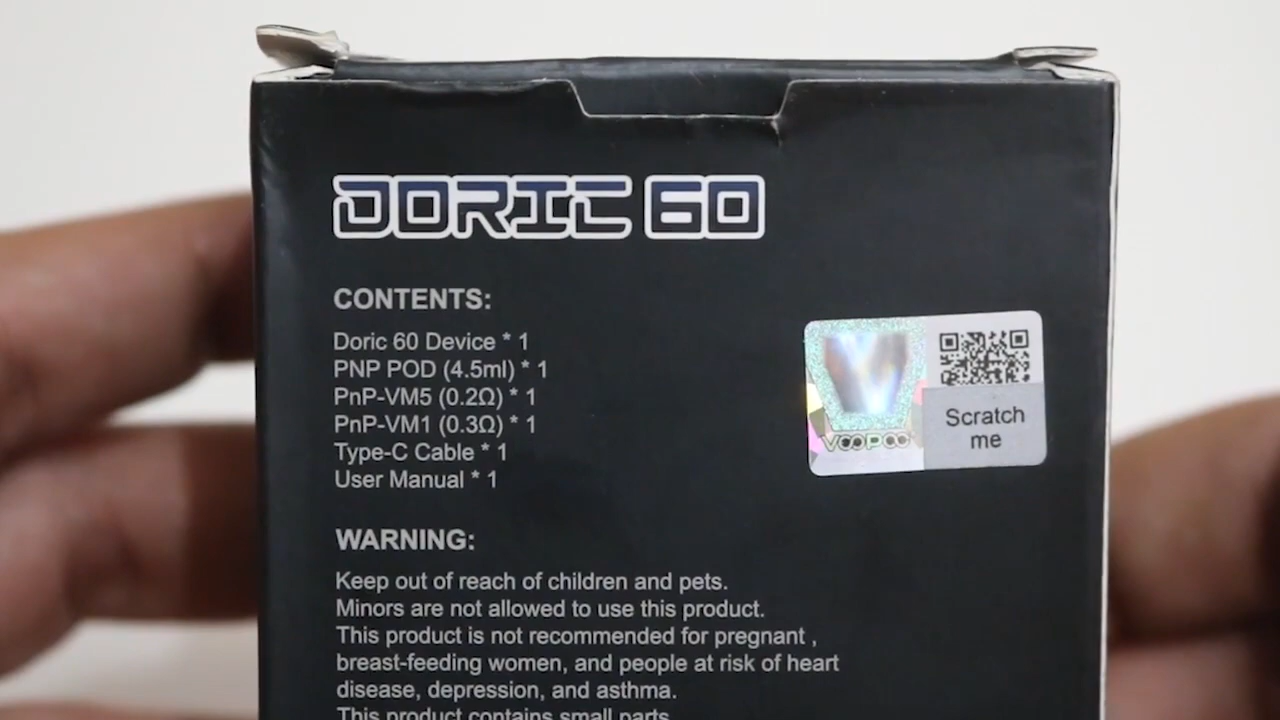 DORIC 60
CONTENTS:
Doric 60 Device * 1
PNP POD (4.5ml) * 1
PnP-VM5 (0.2Ω) * 1
PnP-VM1 (0.3Ω) * 1
Type-C Cable * 1
User Manual * 1
VOOPOO
Scratch
me
WARNING:
Keep out of reach of children and pets.
Minors are not allowed to use this product.
This product is not recommended for pregnant ,
breast-feeding women, and people at risk of heart
disease, depression, and asthma.
This product contains small parts